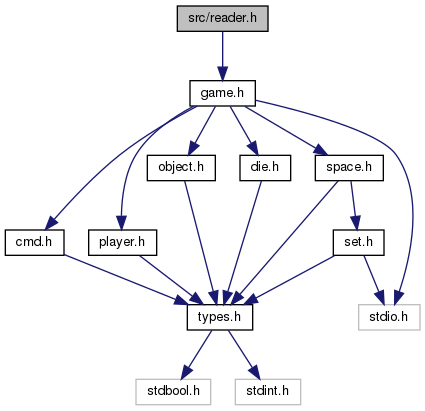 src/reader.h
game.h
object.h
die.h
space.h
cmd.h
player.h
set.h
types.h
stdio.h
stdbool.h
stdint.h